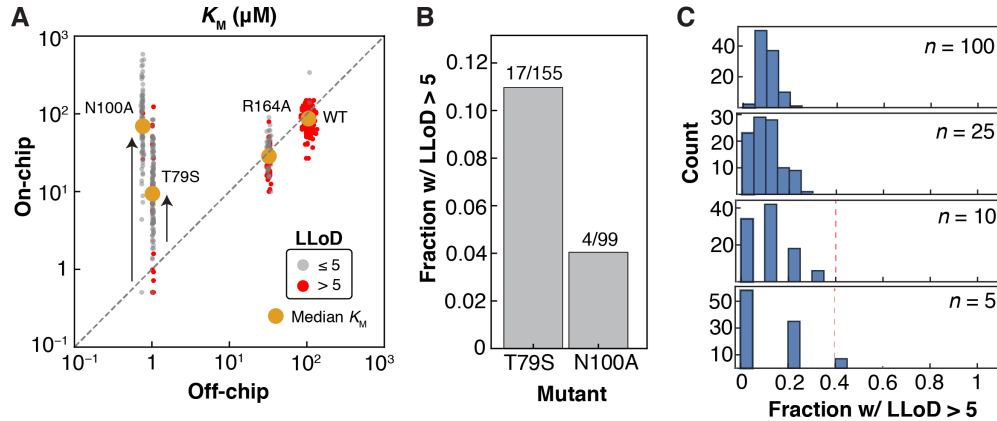 A
K_M (μM)
On-chip
10³
10²
10¹
1
10⁻¹
N100A
T79S
R164A
WT
LLoD
≤ 5
> 5
Median K_M
10⁻¹
1
10¹
10²
10³
Off-chip
B
Fraction w/ LLoD > 5
0.12
0.10
0.08
0.06
0.04
0.02
0
17/155
4/99
T79S
N100A
Mutant
C
Count
40
20
n = 100
30
20
10
n = 25
40
20
n = 10
50
30
10
n = 5
0
0.2
0.4
0.6
0.8
1
Fraction w/ LLoD > 5